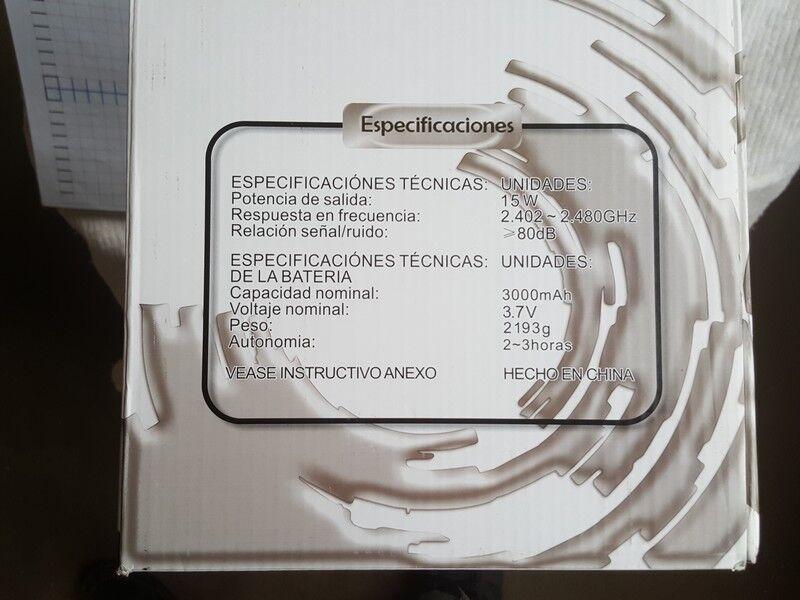 Especificaciones
ESPECIFICACIÓNES TÉCNICAS: UNIDADES:
Potencia de salida: 15W
Respuesta en frecuencia: 2.402~2.480GHz
Relación señal/ruido: ≥80dB
ESPECIFICACIÓNES TÉCNICAS: UNIDADES:
DE LA BATERIA
Capacidad nominal: 3000mAh
Voltaje nominal: 3.7V
Peso: 2193g
Autonomia: 2~3horas
VEASE INSTRUCTIVO ANEXO HECHO EN CHINA